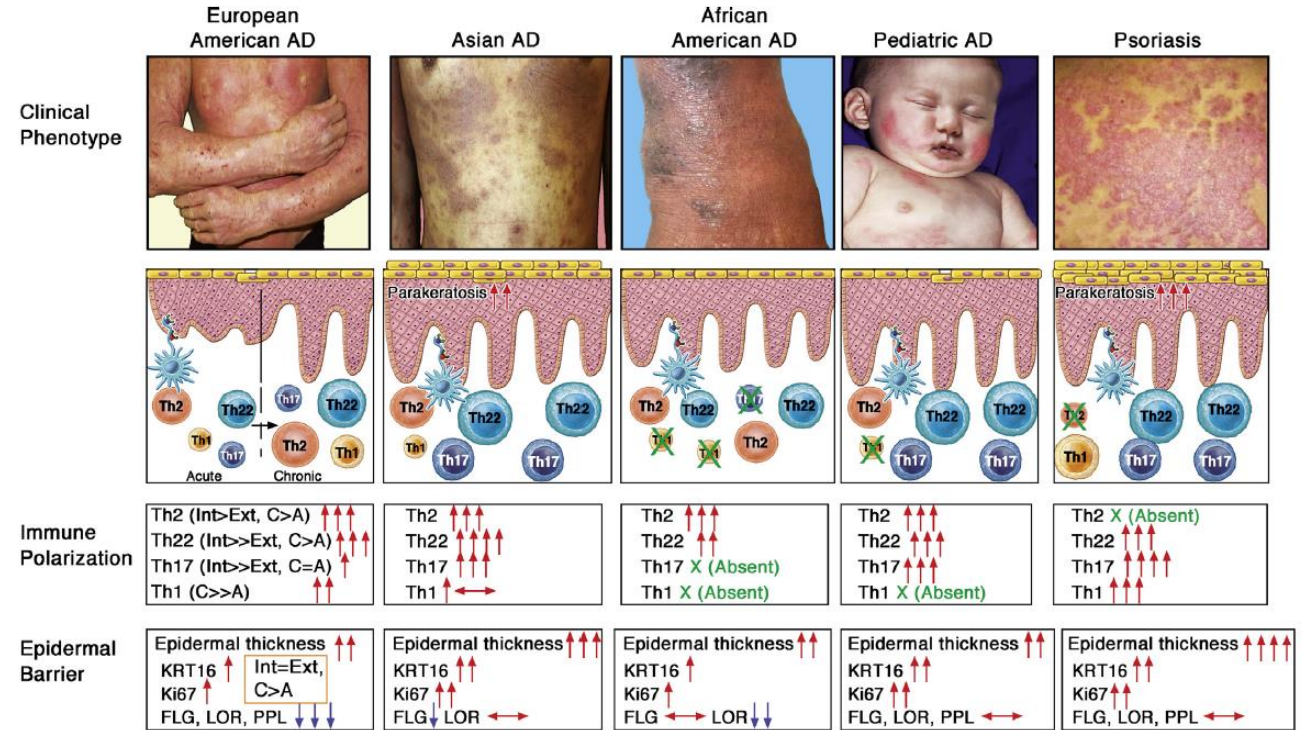 European
American AD
Asian AD
African
American AD
Pediatric AD
Psoriasis
Clinical
Phenotype
Parakeratosis
Parakeratosis
Th2
Th22
Th1
Th17
Acute
Th17
Th22
Th2
Th1
Chronic
Th2
Th22
Th22
Th1
Th17
Th17
Th2
Th22
Th17
Th22
Th1
Th1
Th2
Th2
Th22
Th22
Th1
Th17
Th17
Th2
Th22
Th22
Th1
Th17
Th17
Immune
Polarization
Th2 (Int>Ext, C>A) ↑↑↑
Th22 (Int>>Ext, C>A) ↑↑↑
Th17 (Int>>Ext, C=A) ↑
Th1 (C>>A) ↑↑
Th2 ↑↑↑
Th22 ↑↑↑↑
Th17 ↑↑↑
Th1 ↑↔
Th2 ↑↑↑
Th22 ↑↑
Th17 X (Absent)
Th1 X (Absent)
Th2 ↑↑↑
Th22 ↑↑↑
Th17 ↑↑↑
Th1 X (Absent)
Th2 X (Absent)
Th22 ↑↑↑
Th17 ↑↑↑↑
Th1 ↑↑↑
Epidermal
Barrier
Epidermal thickness ↑↑
KRT16 ↑
Ki67 ↑
Int=Ext,
C>A
FLG, LOR, PPL ↓↓↓
Epidermal thickness ↑↑↑
KRT16 ↑↑
Ki67 ↑↑
FLG ↓ LOR ↔
Epidermal thickness ↑↑
KRT16 ↑
Ki67 ↑
FLG ↔ LOR ↓↓
Epidermal thickness ↑↑
KRT16 ↑↑
Ki67 ↑↑
FLG, LOR, PPL ↔
Epidermal thickness ↑↑↑↑
KRT16 ↑↑
Ki67 ↑↑
FLG, LOR, PPL ↔